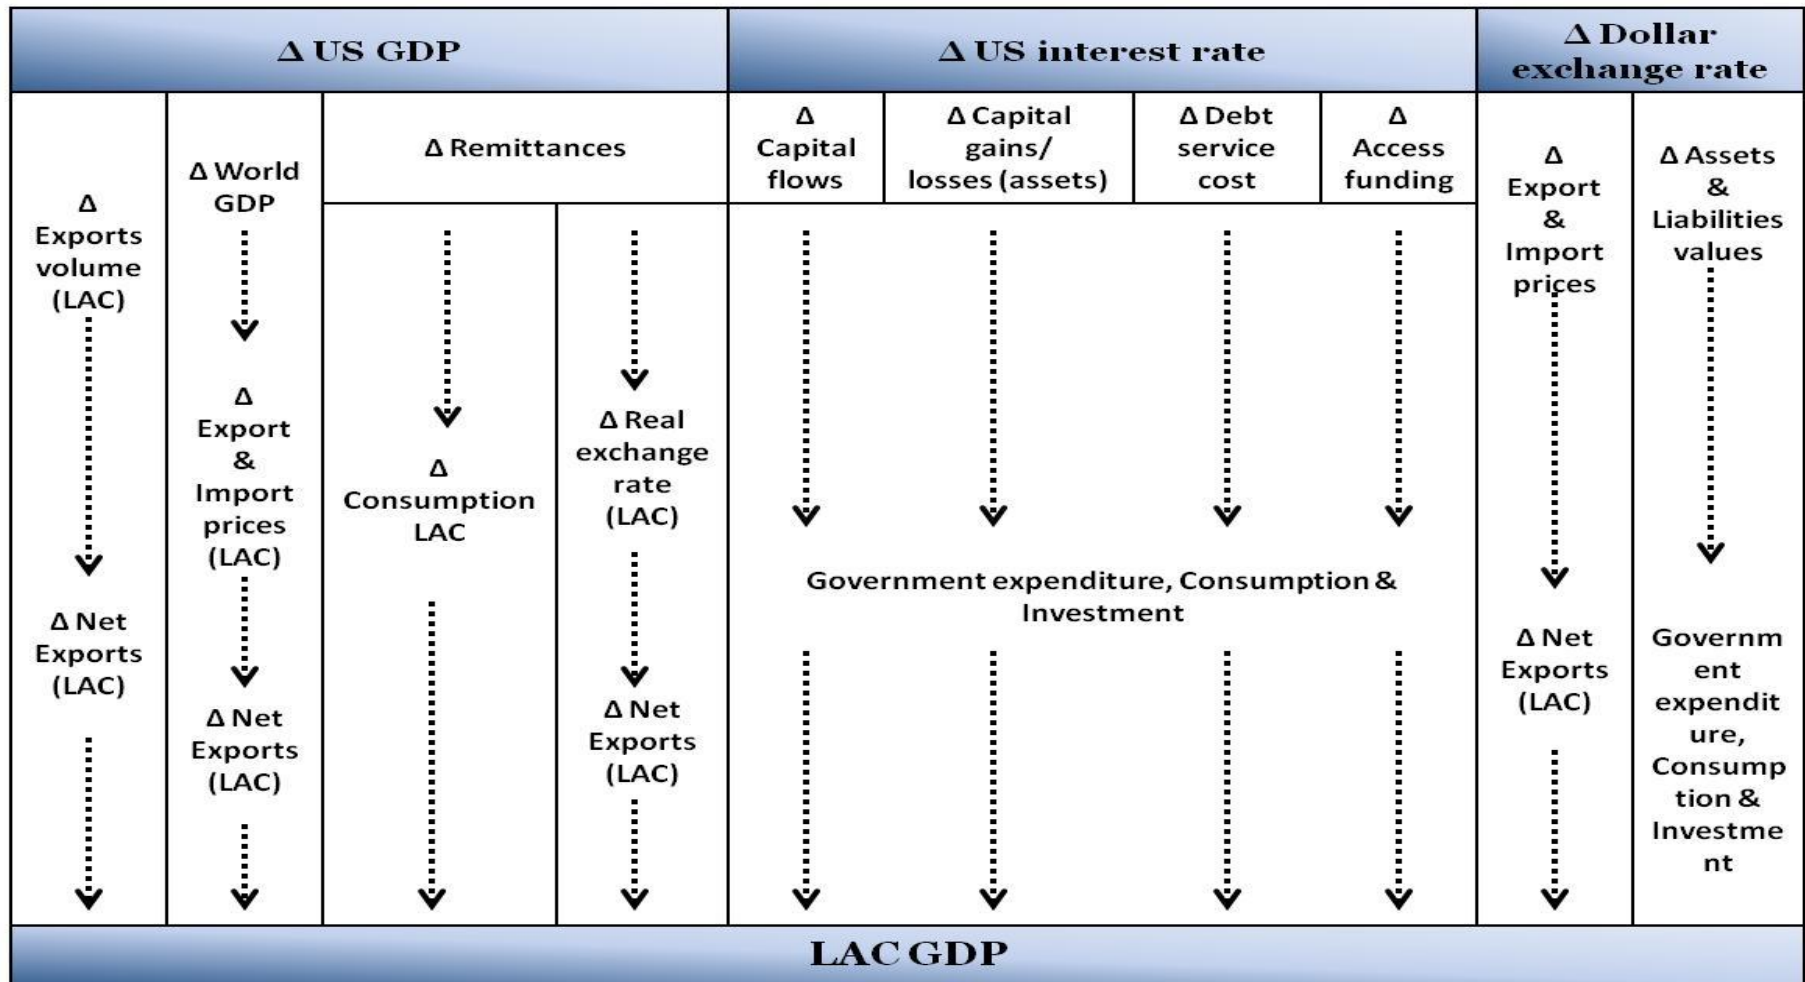 Δ US GDP
Δ US interest rate
Δ Dollar
exchange rate
Δ
Exports
volume
(LAC)
Δ Net
Exports
(LAC)
Δ World
GDP
Δ
Export
&
Import
prices
(LAC)
Δ Net
Exports
(LAC)
Δ Remittances
Δ
Consumption
LAC
Δ Real
exchange
rate
(LAC)
Δ Net
Exports
(LAC)
Δ
Capital
flows
Δ Capital
gains/
losses (assets)
Δ Debt
service
cost
Δ
Access
funding
Government expenditure, Consumption &
Investment
Δ
Export
&
Import
prices
Δ Net
Exports
(LAC)
Δ Assets
&
Liabilities
values
Governm
ent
expendit
ure,
Consump
tion &
Investme
nt
LAC GDP